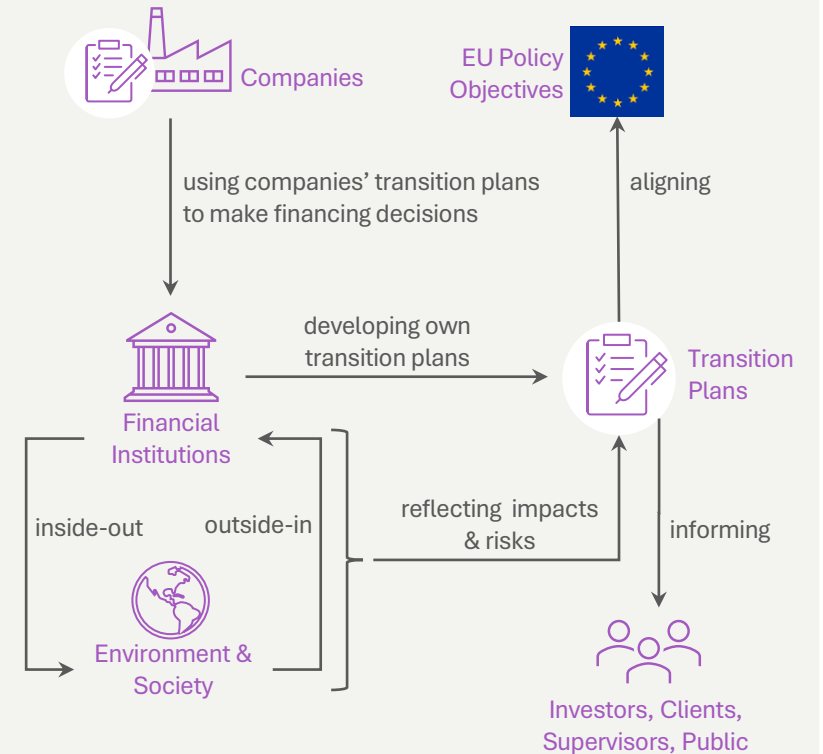 Companies
EU Policy
Objectives
using companies’ transition plans
to make financing decisions
aligning
developing own
transition plans
Transition
Plans
Financial
Institutions
inside-out
outside-in
reflecting impacts
& risks
informing
Environment &
Society
Investors, Clients,
Supervisors, Public